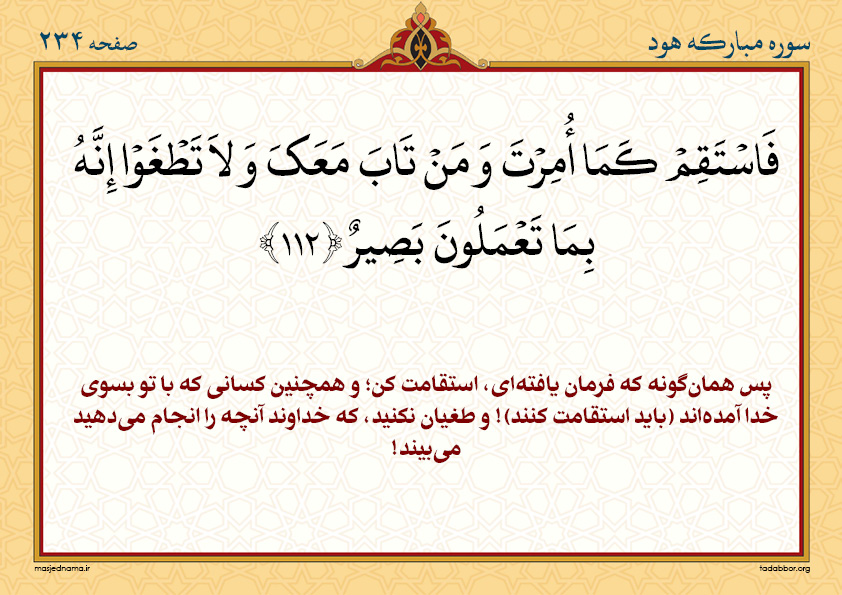 سوره مبارکه هود
صفحه ۲۳۴
فَاسْتَقِمْ كَمَا أُمِرْتَ وَ مَنْ تَابَ مَعَکَ وَ لاَ تَطْغَوْا إِنَّهُ
بِمَا تَعْمَلُونَ بَصِيرٌ ﴿۱۱۲﴾
پس همان‌گونه که فرمان یافته‌ای، استقامت کن؛ و همچنین کسانی که با تو بسوی
خدا آمده‌اند (باید استقامت کنند)! و طغیان نکنید، که خداوند آنچه را انجام می‌دهید
می‌بیند!
masjednama.ir
tadabbor.org